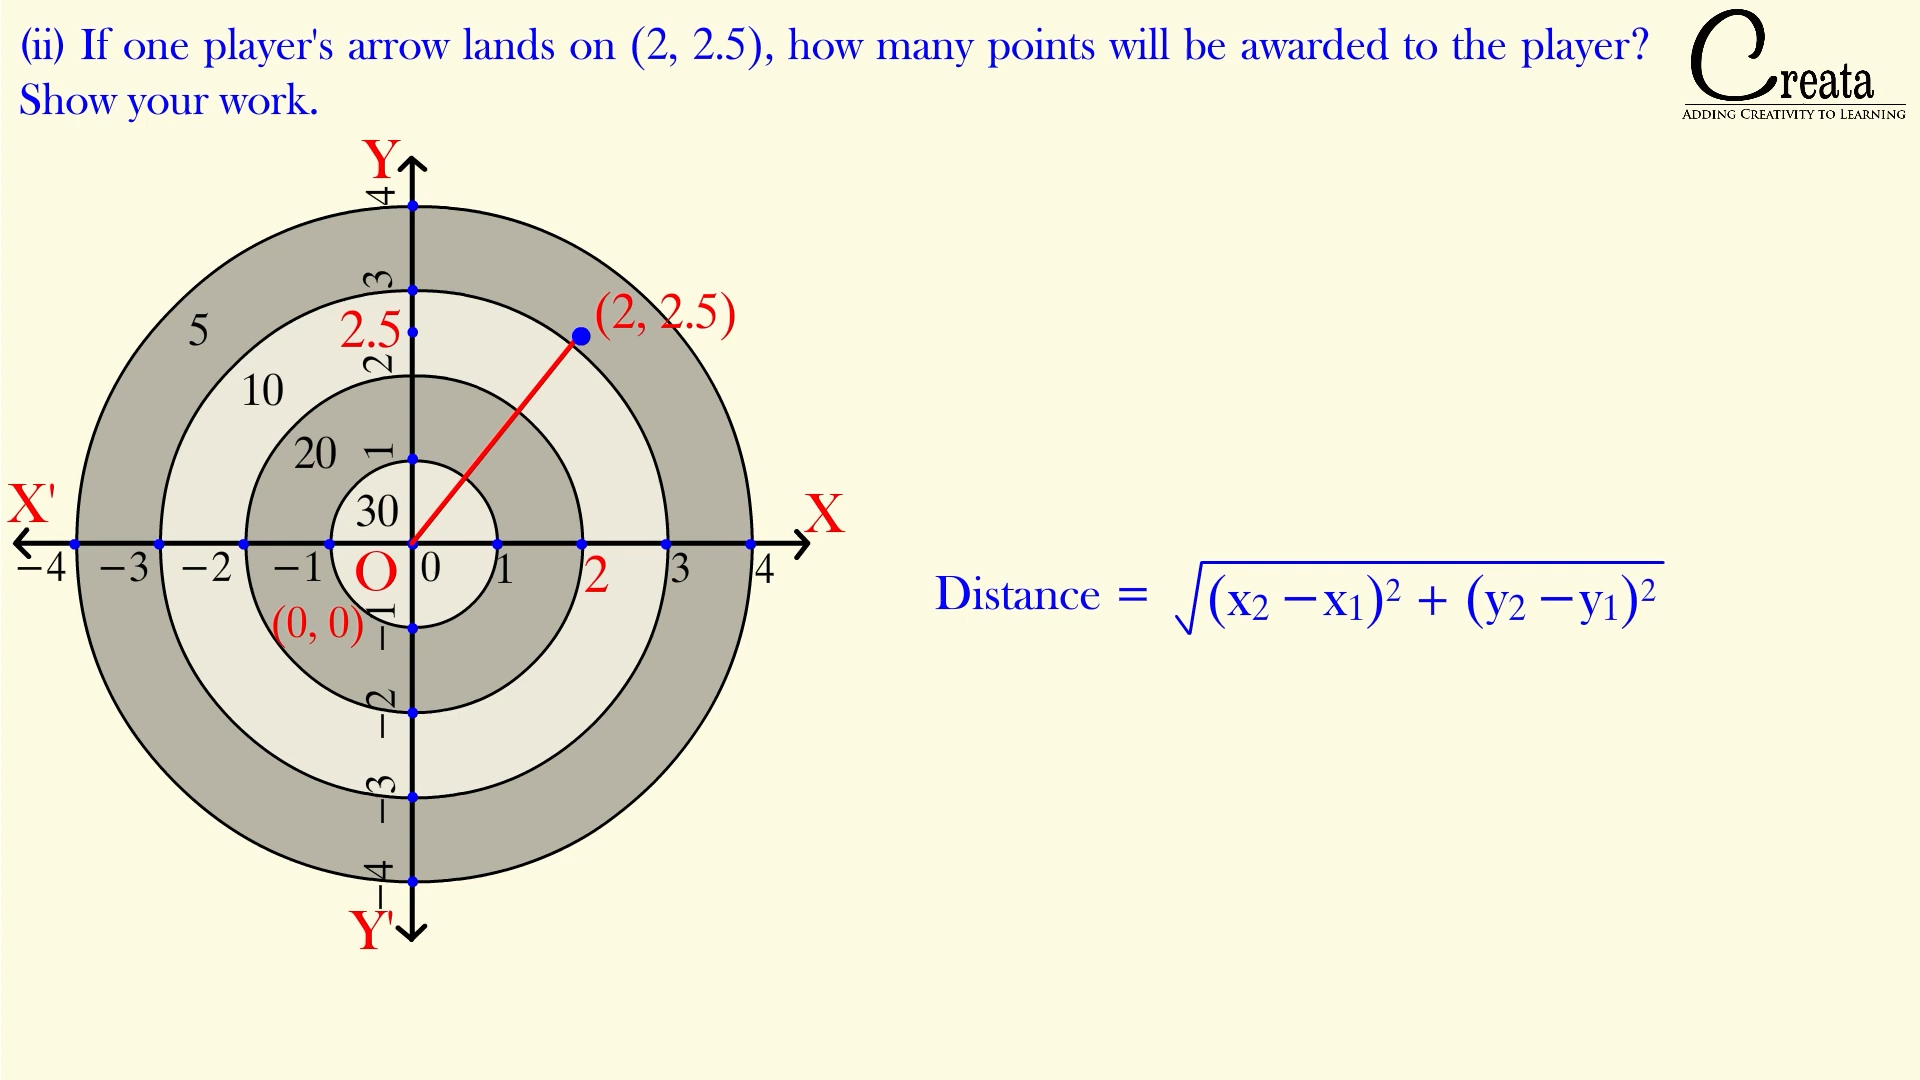 (ii) If one player's arrow lands on (2, 2.5), how many points will be awarded to the player?
Show your work.
Creata
ADDING CREATIVITY TO LEARNING
Y
4
3
2.5
2
1
5
10
20
30
(2, 2.5)
X'
X
−4 −3 −2 −1 O 0 1 2 3 4
(0, 0)
−1
−2
−3
−4
Y'
Distance = √(x₂ − x₁)² + (y₂ − y₁)²